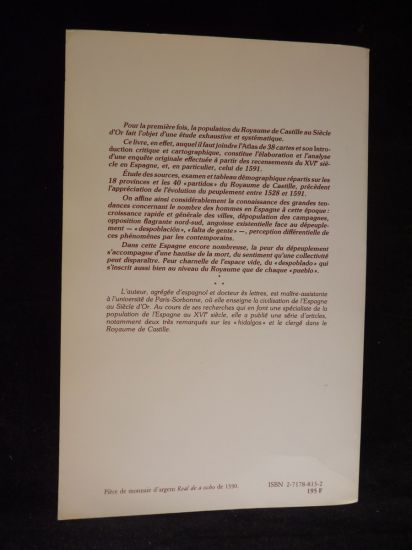 Pour la première fois, la population du Royaume de Castille au Siècle
d'Or fait l'objet d'une étude exhaustive et systématique.
Ce livre, en effet, auquel il faut joindre l'Atlas de 38 cartes et son Intro-
duction critique et cartographique, constitue l'élaboration et l'analyse
d'une enquête originale effectuée à partir des recensements du XVIe siè-
cle en Espagne, et, en particulier, celui de 1591.
Étude des sources, examen et tableau démographique répartis sur les
18 provinces et les 40 «partidos» du Royaume de Castille, précèdent
l'appréciation de l'évolution du peuplement entre 1528 et 1591.
On affine ainsi considérablement la connaissance des grandes ten-
dances concernant le nombre des hommes en Espagne à cette époque :
croissance rapide et générale des villes, dépopulation des campagnes,
opposition flagrante nord-sud, angoisse existentielle face au dépeuple-
ment — «despoblación», «falta de gente» —, perception différentielle de
ces phénomènes par les contemporains.
Dans cette Espagne encore nombreuse, la peur du dépeuplement
s'accompagne d'une hantise de la mort, du sentiment qu'une collectivité
peut disparaître. Peur charnelle de l'espace vide, du «despoblado» qui
s'inscrit aussi bien au niveau du Royaume que de chaque «pueblo».
* *
L'auteur, agrégée d'espagnol et docteur ès lettres, est maître-assistante
à l'université de Paris-Sorbonne, où elle enseigne la civilisation de l'Espagne
au Siècle d'Or. Au cours de ses recherches qui en font une spécialiste de la
population de l'Espagne au XVIe siècle, elle a publié une série d'articles,
notamment deux très remarqués sur les «hidalgos» et le clergé dans le
Royaume de Castille.
Pièce de monnaie d'argent Real de a ocho de 1590.
ISBN 2-7178-815-2
195 F